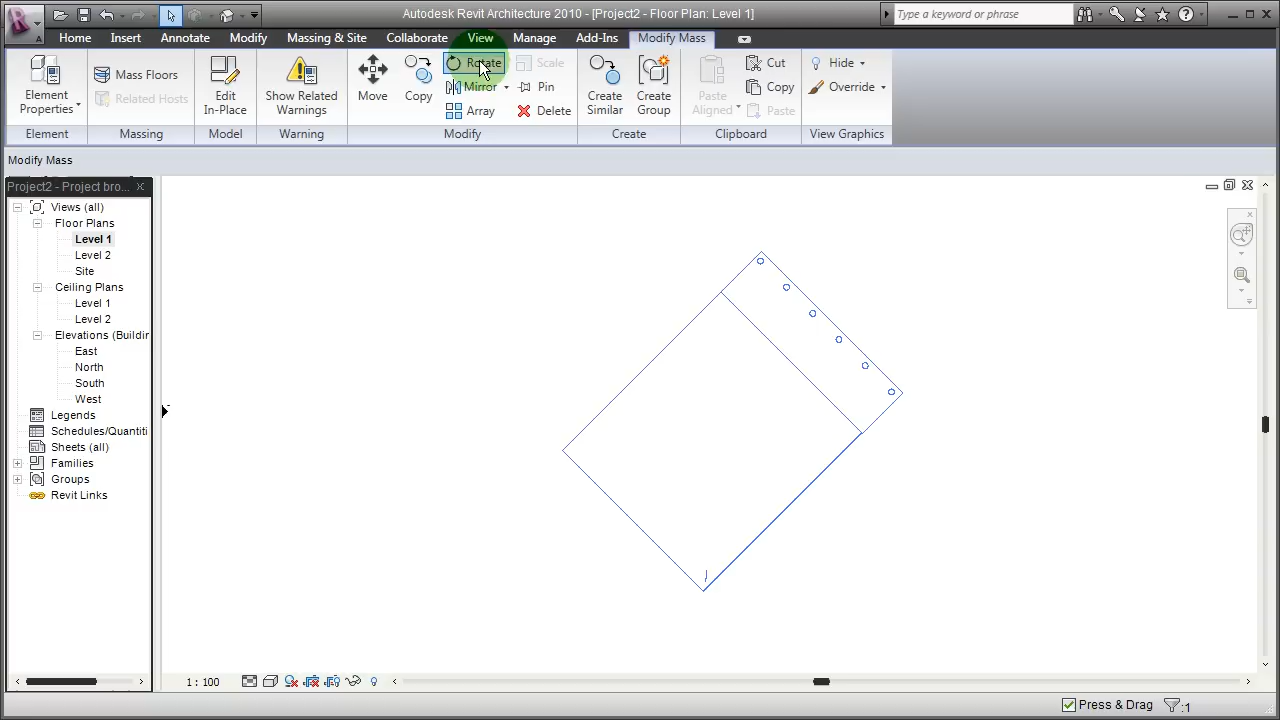 Autodesk Revit Architecture 2010 - [Project2 - Floor Plan: Level 1]
Type a keyword or phrase
Home Insert Annotate Modify Massing & Site Collaborate View Manage Add-Ins Modify Mass
Element Properties
Mass Floors
Related Hosts
Edit In-Place
Show Related Warnings
Move
Copy
Rotate
Mirror
Array
Scale
Pin
Delete
Create Similar
Create Group
Paste Aligned
Cut
Copy
Paste
Hide
Override
Element Massing Model Warning Modify Create Clipboard View Graphics
Modify Mass
Project2 - Project bro...
Views (all)
Floor Plans
Level 1
Level 2
Site
Ceiling Plans
Level 1
Level 2
Elevations (Buildir
East
North
South
West
Legends
Schedules/Quantiti
Sheets (all)
Families
Groups
Revit Links
1 : 100
Press & Drag
:1